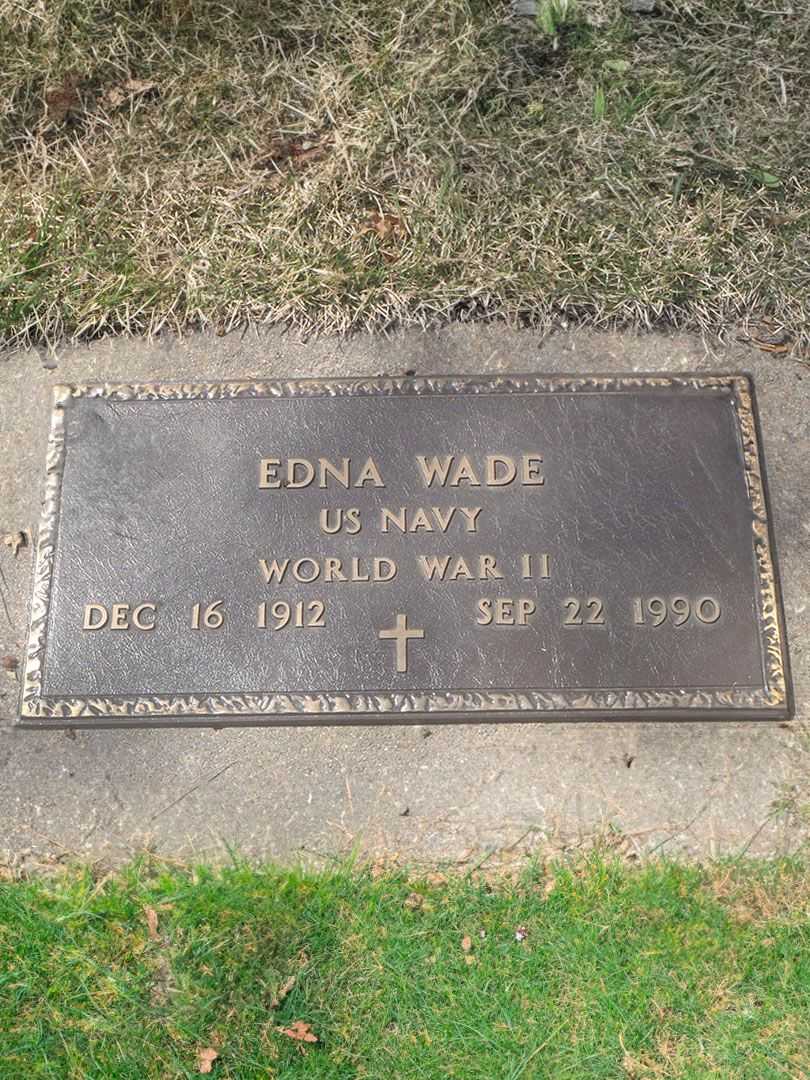 EDNA WADE
US NAVY
WORLD WAR II
DEC 16 1912 SEP 22 1990